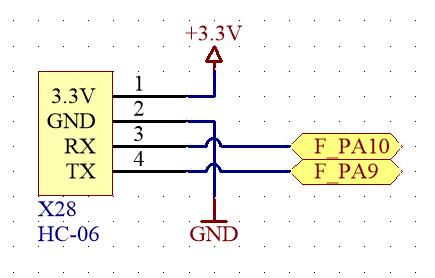 +3.3V
3.3V 1
GND 2
RX 3 F_PA10
TX 4 F_PA9
X28
HC-06 GND